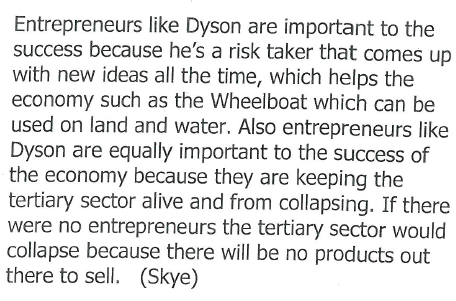 Entrepreneurs like Dyson are important to the
success because he's a risk taker that comes up
with new ideas all the time, which helps the
economy such as the Wheelboat which can be
used on land and water. Also entrepreneurs like
Dyson are equally important to the success of
the economy because they are keeping the
tertiary sector alive and from collapsing. If there
were no entrepreneurs the tertiary sector would
collapse because there will be no products out
there to sell. (Skye)